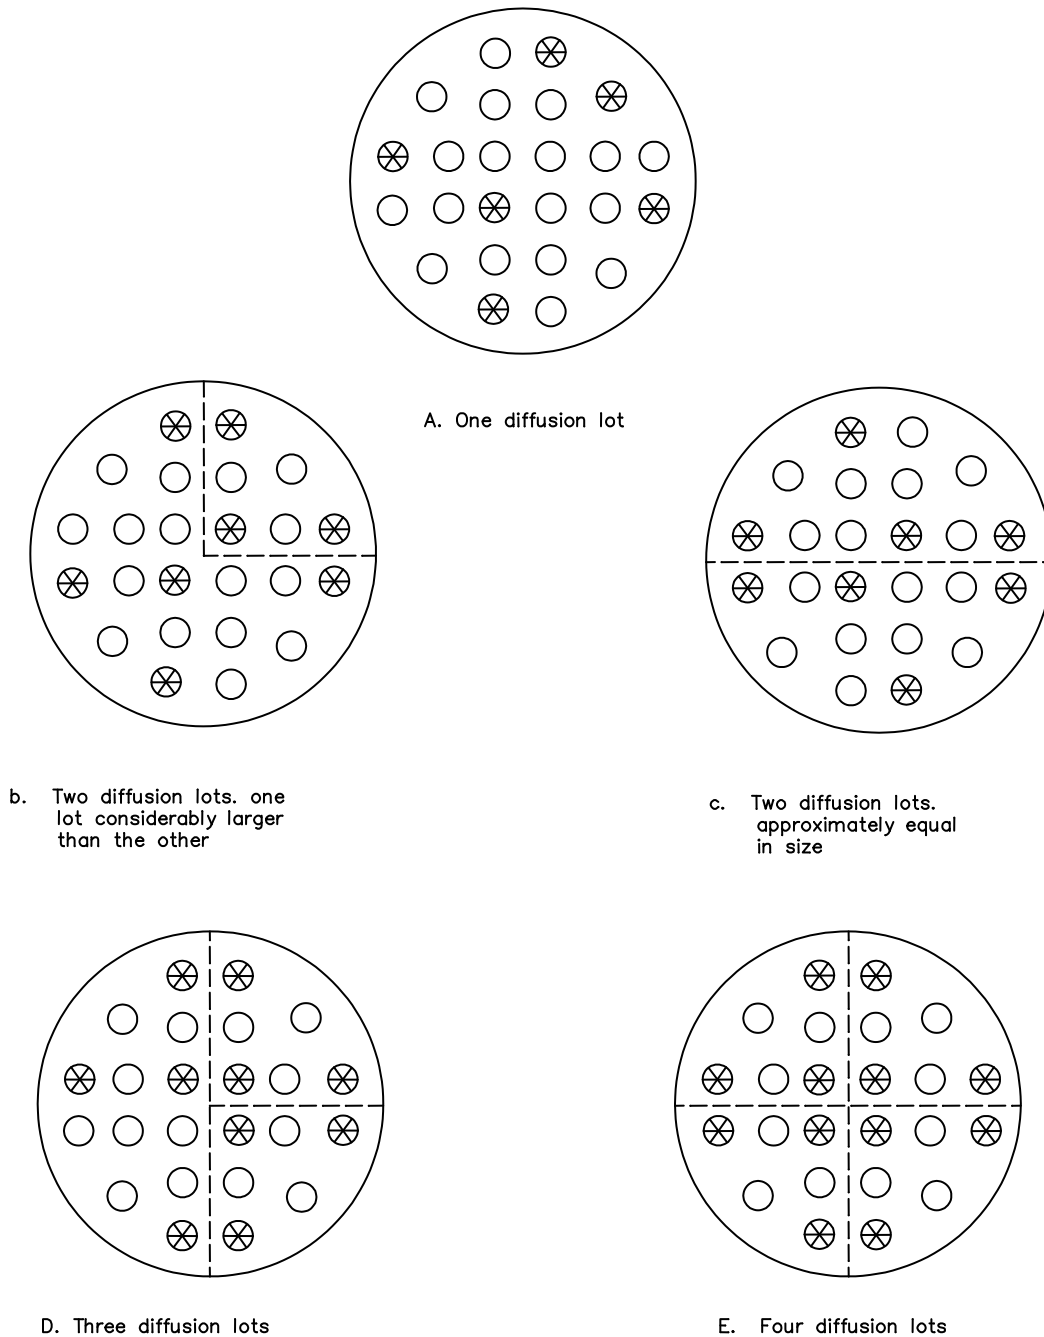 A. One diffusion lot
b. Two diffusion lots. one
lot considerably larger
than the other
c. Two diffusion lots.
approximately equal
in size
D. Three diffusion lots
E. Four diffusion lots